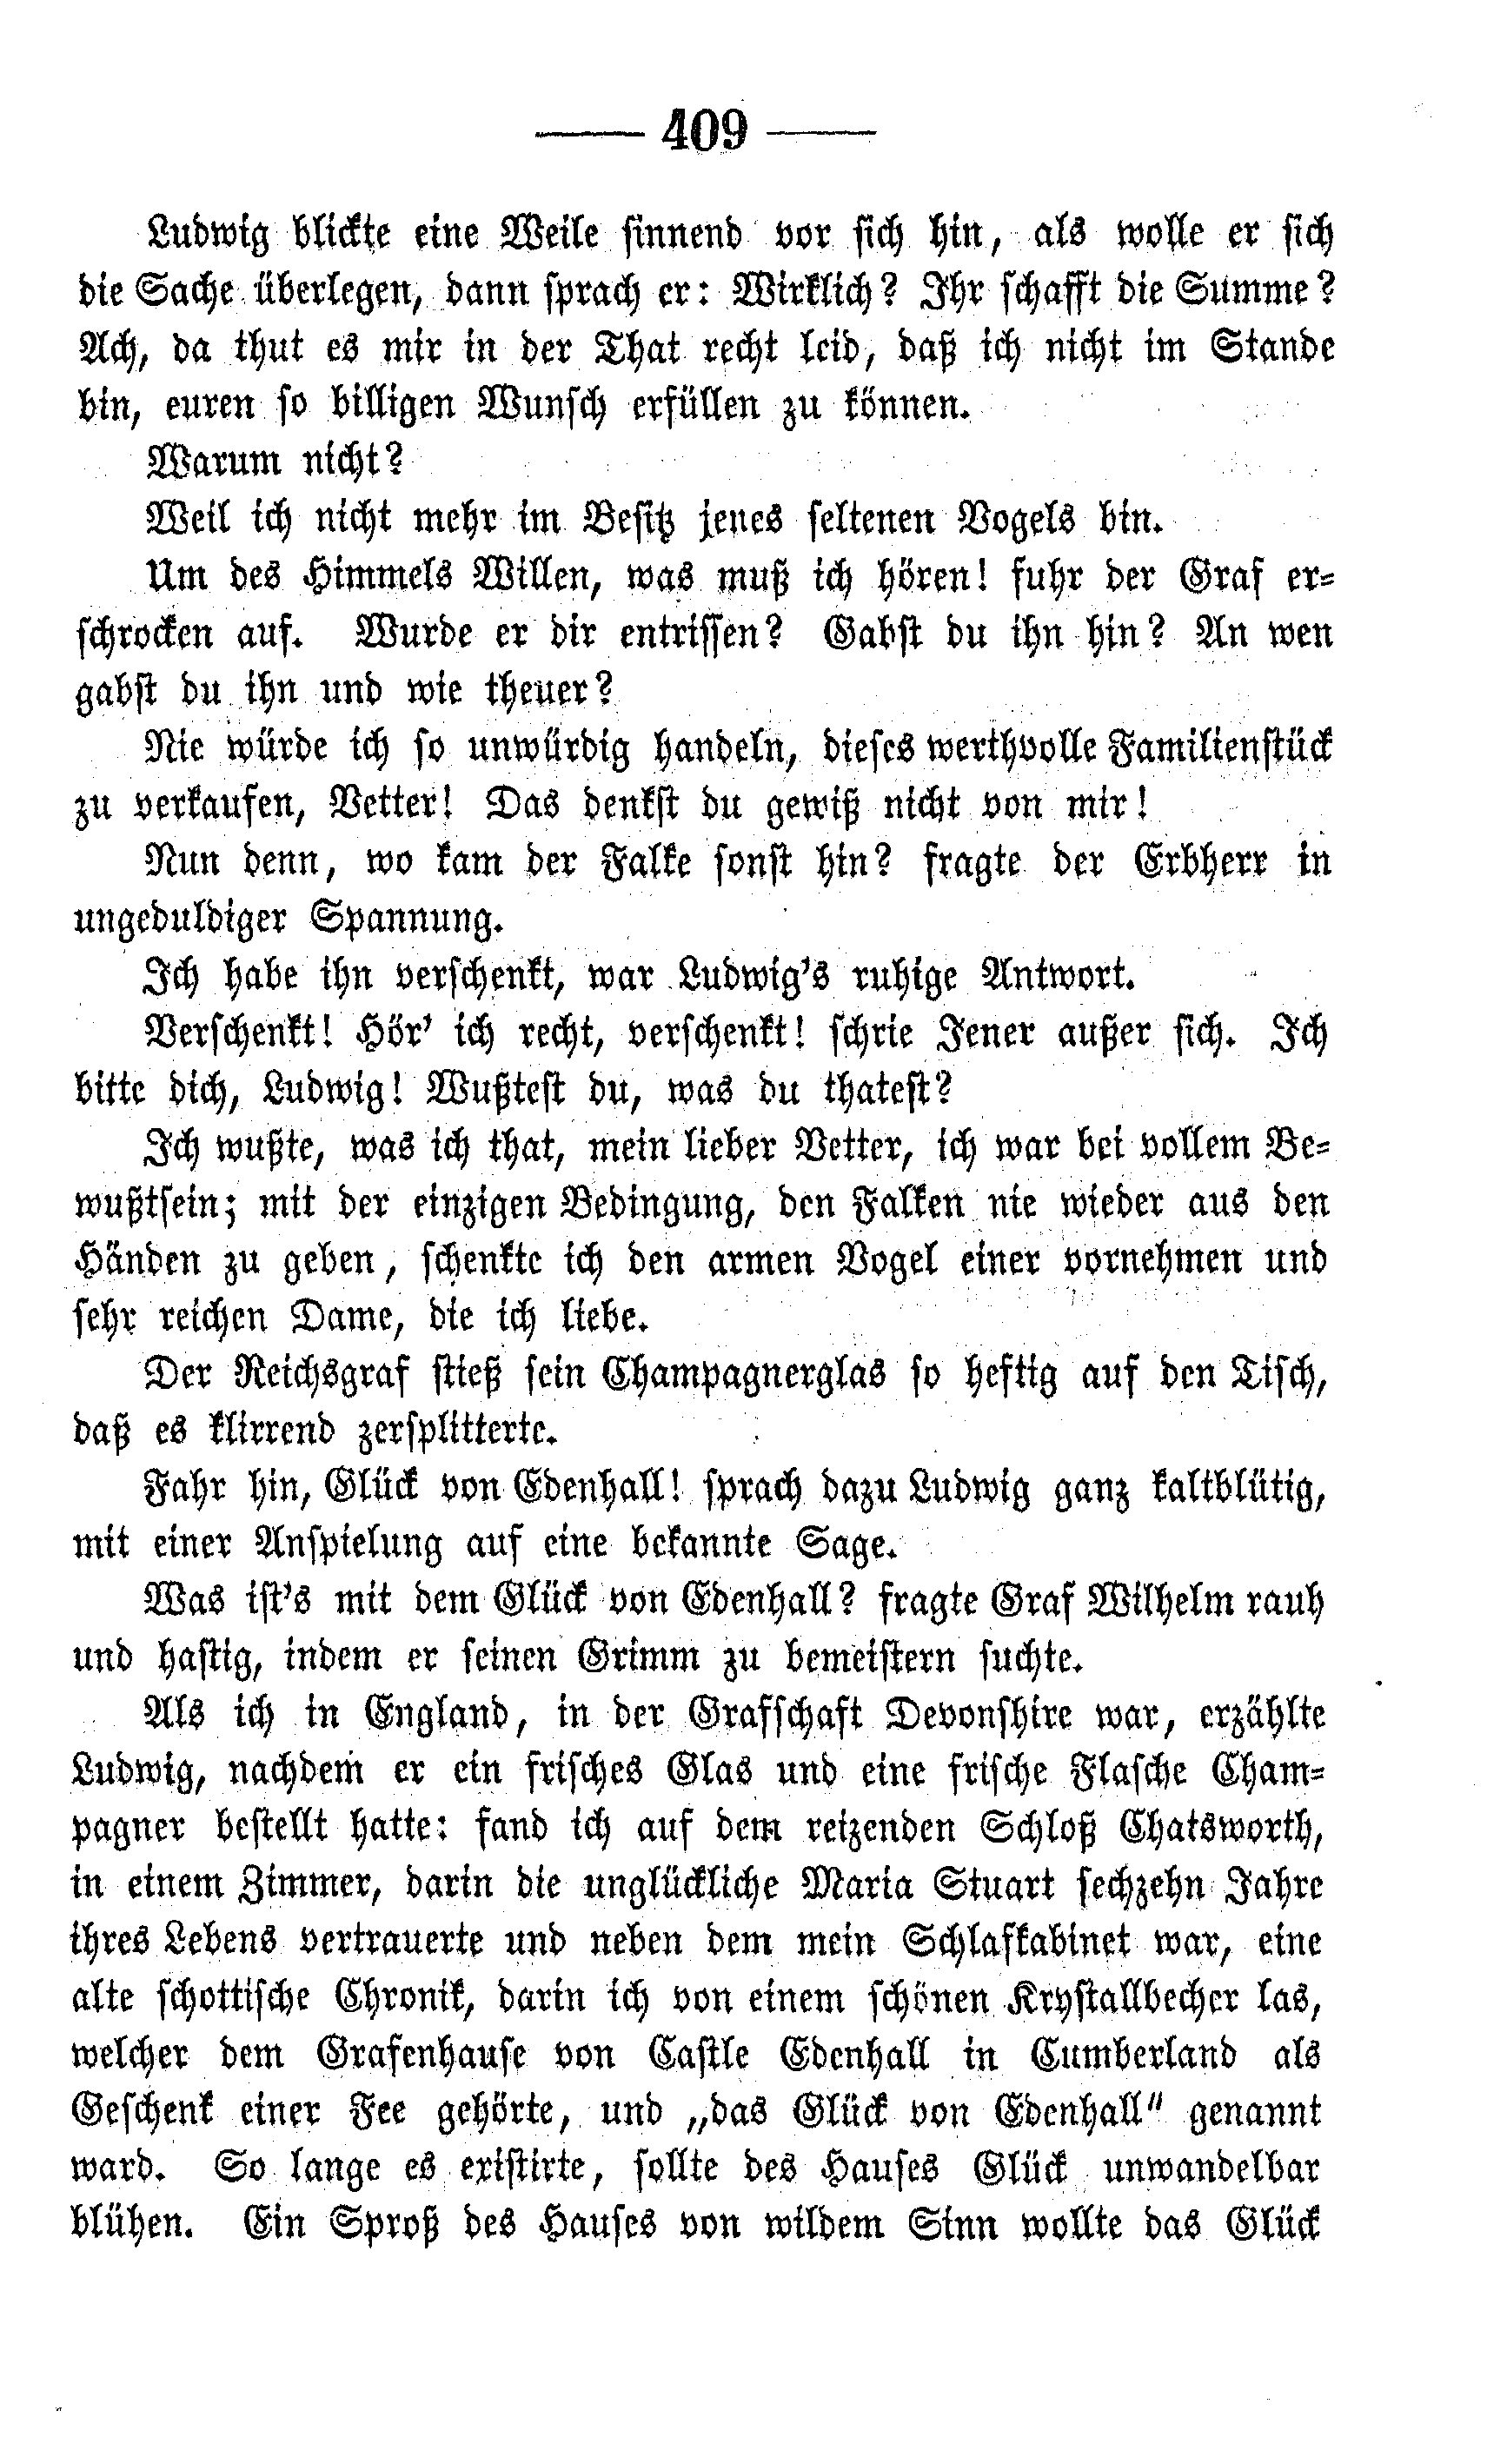 — 409 —
Ludwig blickte eine Weile sinnend vor sich hin, als wolle er sich
die Sache überlegen, dann sprach er: Wirklich? Ihr schafft die Summe?
Ach, da thut es mir in der That recht leid, daß ich nicht im Stande
bin, euren so billigen Wunsch erfüllen zu können.
Warum nicht?
Weil ich nicht mehr im Besitz jenes seltenen Vogels bin.
Um des Himmels Willen, was muß ich hören! fuhr der Graf er=
schrocken auf. Wurde er dir entrissen? Gabst du ihn hin? An wen
gabst du ihn und wie theuer?
Nie würde ich so unwürdig handeln, dieses werthvolle Familienstück
zu verkaufen, Vetter! Das denkst du gewiß nicht von mir!
Nun denn, wo kam der Falke sonst hin? fragte der Erbherr in
ungeduldiger Spannung.
Ich habe ihn verschenkt, war Ludwig's ruhige Antwort.
Verschenkt! Hör' ich recht, verschenkt! schrie Jener außer sich. Ich
bitte dich, Ludwig! Wußtest du, was du thatest?
Ich wußte, was ich that, mein lieber Vetter, ich war bei vollem Be=
wußtsein; mit der einzigen Bedingung, den Falken nie wieder aus den
Händen zu geben, schenkte ich den armen Vogel einer vornehmen und
sehr reichen Dame, die ich liebe.
Der Reichsgraf stieß sein Champagnerglas so heftig auf den Tisch,
daß es klirrend zersplitterte.
Fahr hin, Glück von Edenhall! sprach dazu Ludwig ganz kaltblütig,
mit einer Anspielung auf eine bekannte Sage.
Was ist's mit dem Glück von Edenhall? fragte Graf Wilhelm rauh
und hastig, indem er seinen Grimm zu bemeistern suchte.
Als ich in England, in der Grafschaft Devonshire war, erzählte
Ludwig, nachdem er ein frisches Glas und eine frische Flasche Cham=
pagner bestellt hatte: fand ich auf dem reizenden Schloß Chatsworth,
in einem Zimmer, darin die unglückliche Maria Stuart sechzehn Jahre
ihres Lebens vertrauerte und neben dem mein Schlafkabinet war, eine
alte schottische Chronik, darin ich von einem schönen Krystallbecher las,
welcher dem Grafenhause von Castle Edenhall in Cumberland als
Geschenk einer Fee gehörte, und „das Glück von Edenhall" genannt
ward. So lange es existirte, sollte des Hauses Glück unwandelbar
blühen. Ein Sproß des Hauses von wildem Sinn wollte das Glück